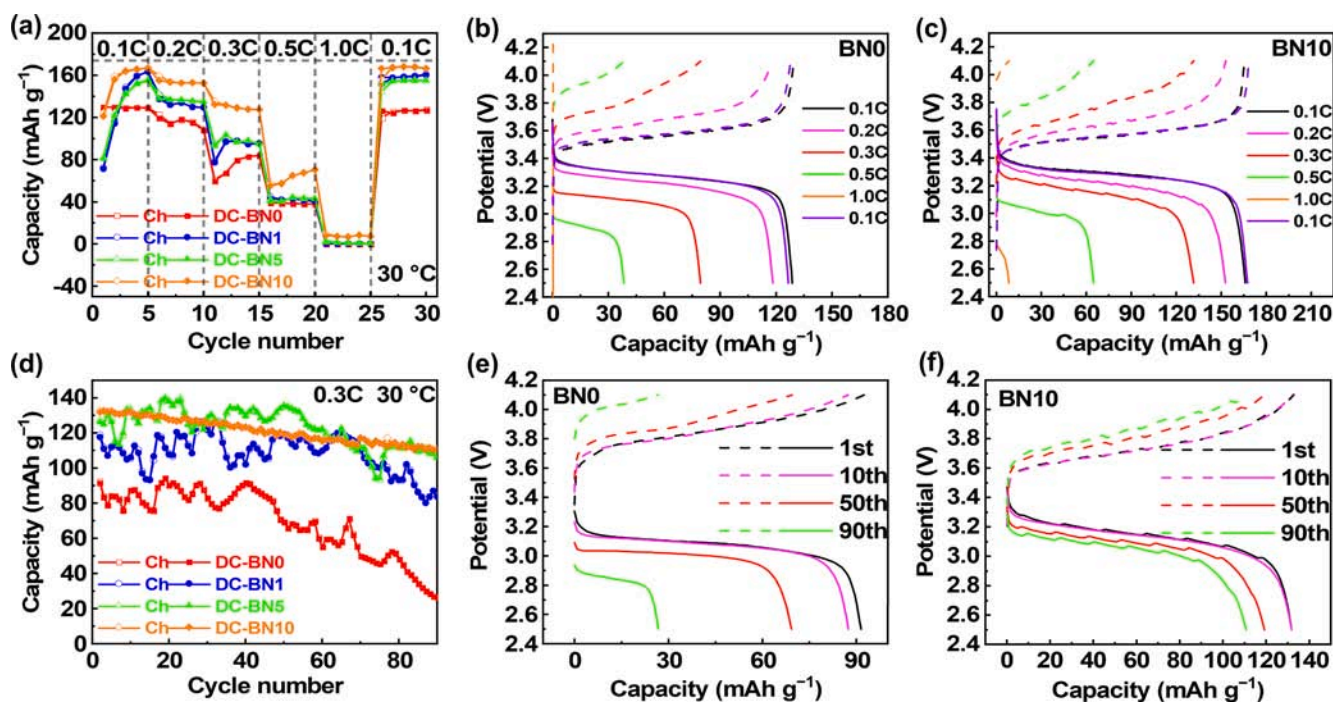 (a)
0.1C 0.2C 0.3C 0.5C 1.0C 0.1C
200
160
120
80
40
0
-40
Capacity (mAh g⁻¹)
Ch DC-BN0
Ch DC-BN1
Ch DC-BN5
Ch DC-BN10
30 °C
0 5 10 15 20 25 30
Cycle number
(b)
BN0
4.2
4.0
3.8
3.6
3.4
3.2
3.0
2.8
2.6
2.4
Potential (V)
0.1C
0.2C
0.3C
0.5C
1.0C
0.1C
0 30 60 90 120 150 180
Capacity (mAh g⁻¹)
(c)
BN10
4.2
4.0
3.8
3.6
3.4
3.2
3.0
2.8
2.6
2.4
Potential (V)
0.1C
0.2C
0.3C
0.5C
1.0C
0.1C
0 30 60 90 120 150 180 210
Capacity (mAh g⁻¹)
(d)
0.3C 30 °C
140
120
100
80
60
40
20
0
Capacity (mAh g⁻¹)
Ch DC-BN0
Ch DC-BN1
Ch DC-BN5
Ch DC-BN10
0 20 40 60 80
Cycle number
(e)
BN0
4.2
4.0
3.8
3.6
3.4
3.2
3.0
2.8
2.6
2.4
Potential (V)
1st
10th
50th
90th
0 30 60 90
Capacity (mAh g⁻¹)
(f)
BN10
4.2
4.0
3.8
3.6
3.4
3.2
3.0
2.8
2.6
2.4
Potential (V)
1st
10th
50th
90th
0 20 40 60 80 100 120 140
Capacity (mAh g⁻¹)